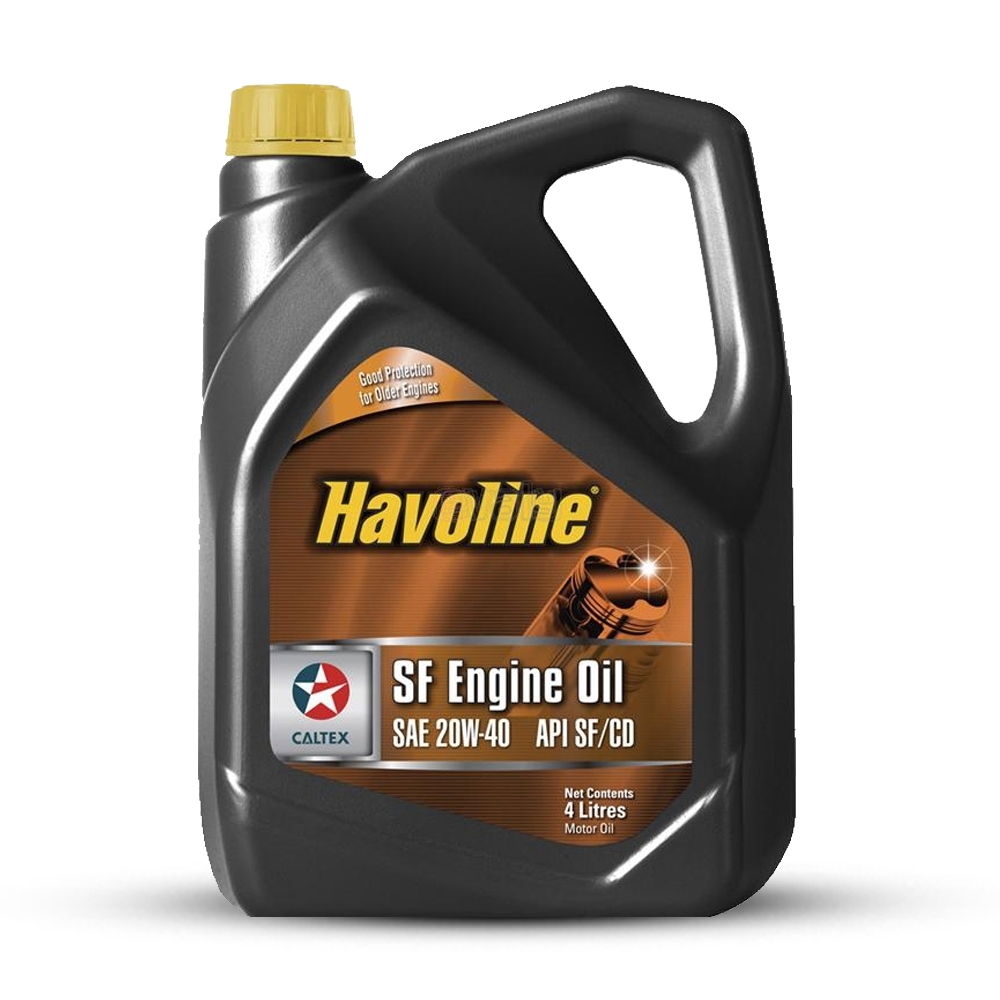 Good Protection
for Older Engines
Havoline®
SF Engine Oil
SAE 20W-40 API SF/CD
CALTEX
Net Contents
4 Litres
Motor Oil